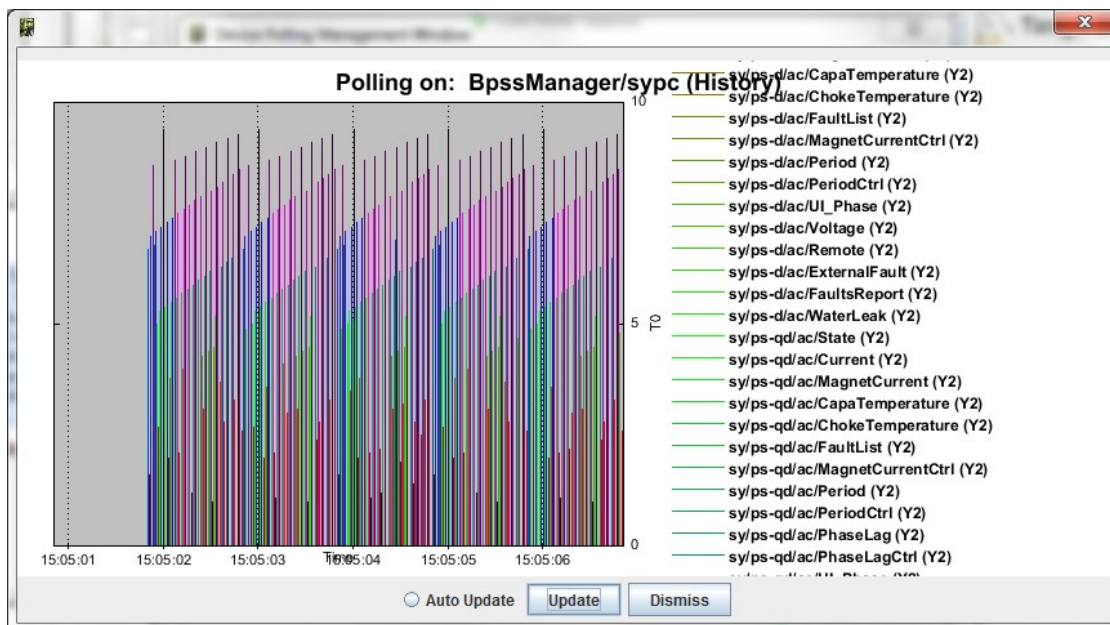 Device Polling Management Window
Polling on: BpssManager/sypc (History)
10
5
0
T0
15:05:01
15:05:02
15:05:03
Time
15:05:04
15:05:05
15:05:06
sy/ps-d/ac/CapaTemperature (Y2)
sy/ps-d/ac/ChokeTemperature (Y2)
sy/ps-d/ac/FaultList (Y2)
sy/ps-d/ac/MagnetCurrentCtrl (Y2)
sy/ps-d/ac/Period (Y2)
sy/ps-d/ac/PeriodCtrl (Y2)
sy/ps-d/ac/UI_Phase (Y2)
sy/ps-d/ac/Voltage (Y2)
sy/ps-d/ac/Remote (Y2)
sy/ps-d/ac/ExternalFault (Y2)
sy/ps-d/ac/FaultsReport (Y2)
sy/ps-d/ac/WaterLeak (Y2)
sy/ps-qd/ac/State (Y2)
sy/ps-qd/ac/Current (Y2)
sy/ps-qd/ac/MagnetCurrent (Y2)
sy/ps-qd/ac/CapaTemperature (Y2)
sy/ps-qd/ac/ChokeTemperature (Y2)
sy/ps-qd/ac/FaultList (Y2)
sy/ps-qd/ac/MagnetCurrentCtrl (Y2)
sy/ps-qd/ac/Period (Y2)
sy/ps-qd/ac/PeriodCtrl (Y2)
sy/ps-qd/ac/PhaseLag (Y2)
sy/ps-qd/ac/PhaseLagCtrl (Y2)
Auto Update
Update
Dismiss